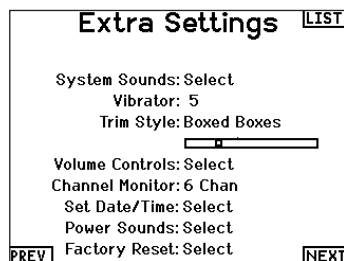 Extra Settings
LIST
System Sounds: Select
Vibrator: 5
Trim Style: Boxed Boxes
Volume Controls: Select
Channel Monitor: 6 Chan
Set Date/Time: Select
Power Sounds: Select
Factory Reset: Select
PREV
NEXT